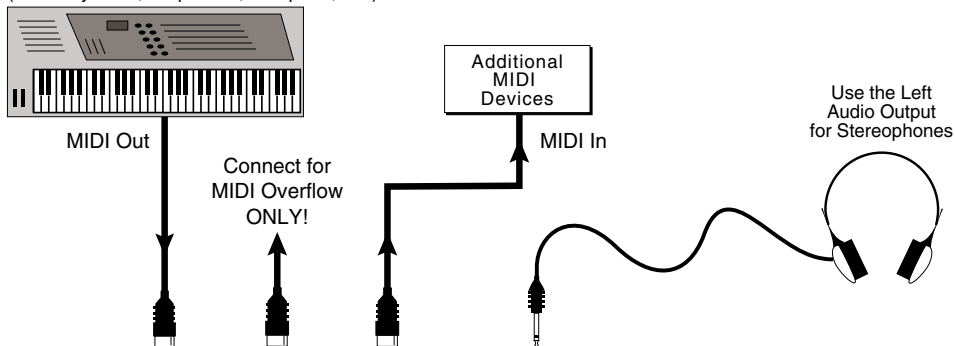 Additional
MIDI
Devices
Use the Left
Audio Output
for Stereophones
MIDI Out
MIDI In
Connect for
MIDI Overflow
ONLY!